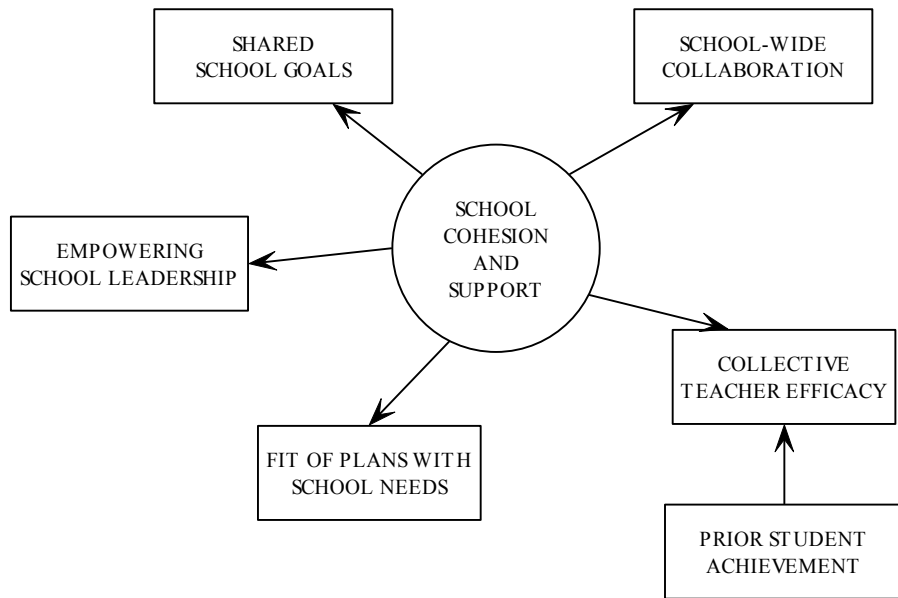 SHARED
SCHOOL GOALS
SCHOOL-WIDE
COLLABORATION
SCHOOL
COHESION
AND
SUPPORT
EMPOWERING
SCHOOL LEADERSHIP
COLLECTIVE
TEACHER EFFICACY
FIT OF PLANS WITH
SCHOOL NEEDS
PRIOR STUDENT
ACHIEVEMENT